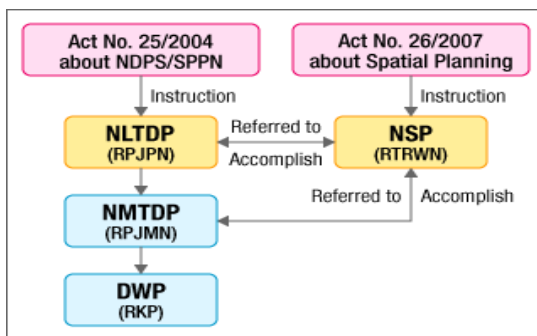 Act No. 25/2004
about NDPS/SPPN
Act No. 26/2007
about Spatial Planning
Instruction
Instruction
NLTDP
(RPJPN)
Referred to
Accomplish
NSP
(RTRWN)
Referred to
Accomplish
NMTDP
(RPJMN)
DWP
(RKP)